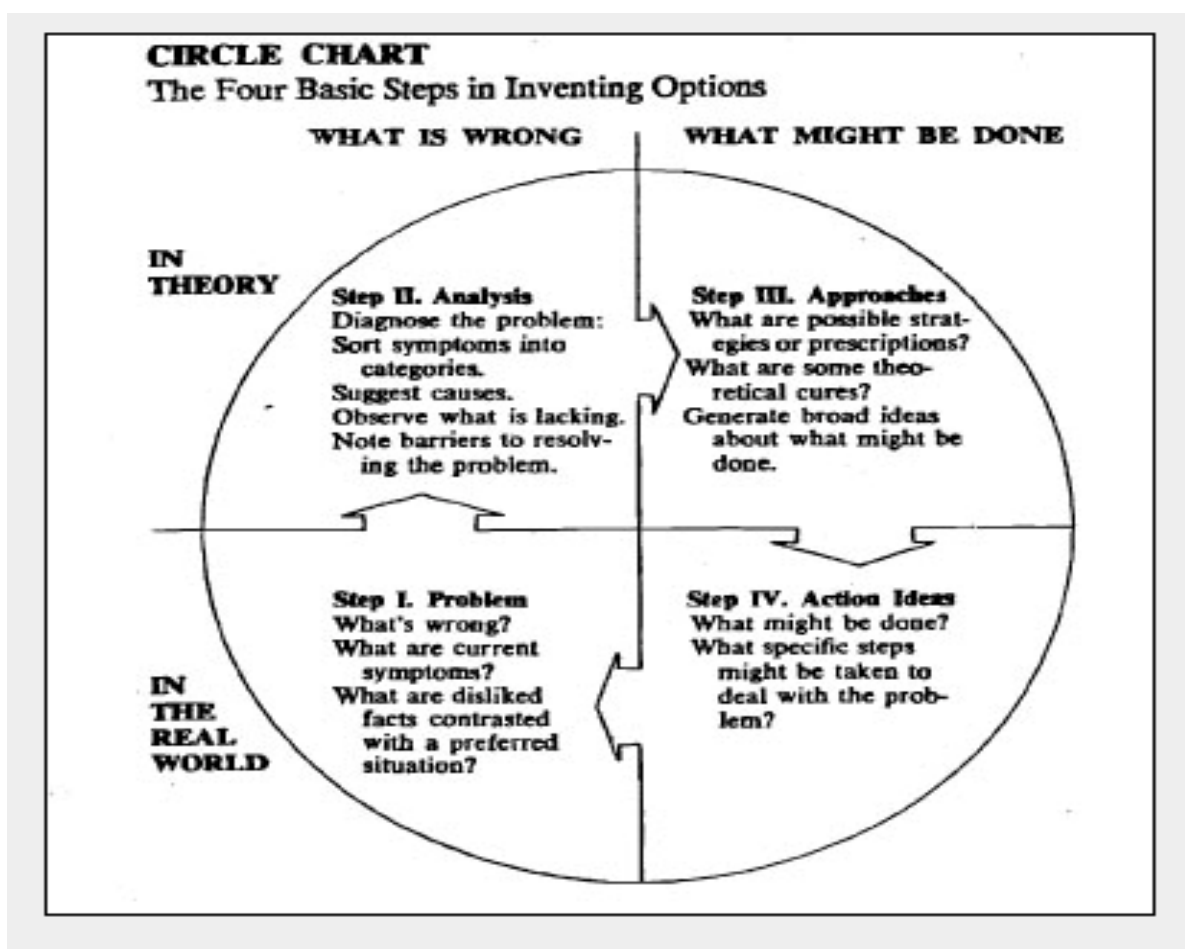 CIRCLE CHART
The Four Basic Steps in Inventing Options
WHAT IS WRONG
WHAT MIGHT BE DONE
IN
THEORY
Step II. Analysis
Diagnose the problem:
Sort symptoms into
categories.
Suggest causes.
Observe what is lacking.
Note barriers to resolv-
ing the problem.
Step III. Approaches
What are possible strat-
egies or prescriptions?
What are some theo-
retical cures?
Generate broad ideas
about what might be
done.
IN
THE
REAL
WORLD
Step I. Problem
What's wrong?
What are current
symptoms?
What are disliked
facts contrasted
with a preferred
situation?
Step IV. Action Ideas
What might be done?
What specific steps
might be taken to
deal with the prob-
lem?